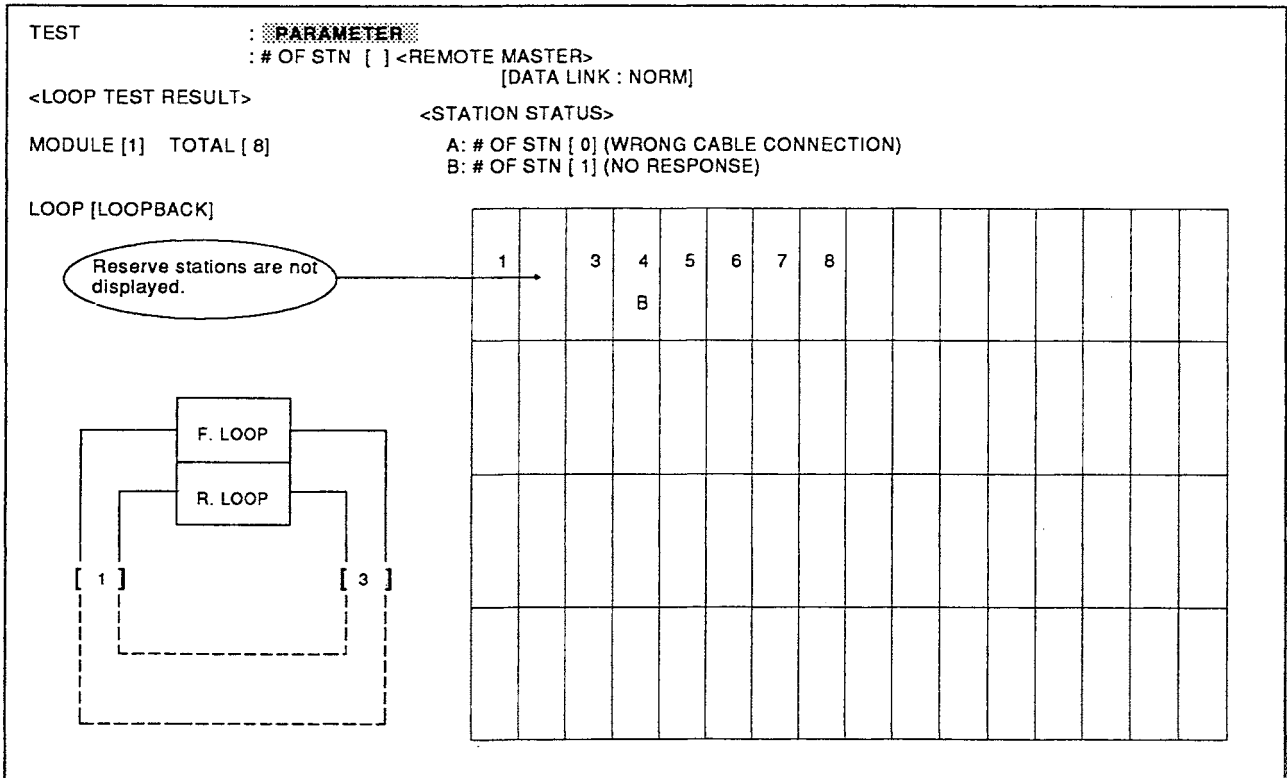 TEST : PARAMETER
: # OF STN [ ] <REMOTE MASTER>
[DATA LINK : NORM]
<LOOP TEST RESULT>
<STATION STATUS>
MODULE [1] TOTAL [ 8]
A: # OF STN [ 0] (WRONG CABLE CONNECTION)
B: # OF STN [ 1] (NO RESPONSE)
LOOP [LOOPBACK]
Reserve stations are not
displayed.
1 3 4 5 6 7 8
B
F. LOOP
R. LOOP
[ 1 ] [ 3 ]